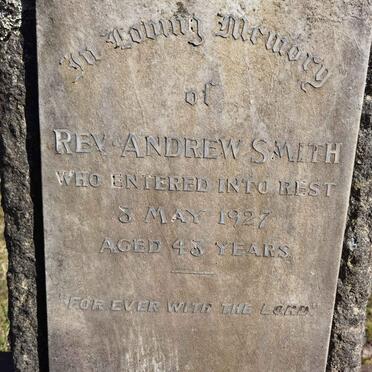 In Loving Memory
of
REV. ANDREW SMITH
WHO ENTERED INTO REST
3 MAY 1927
AGED 43 YEARS
"FOR EVER WITH THE LORD"